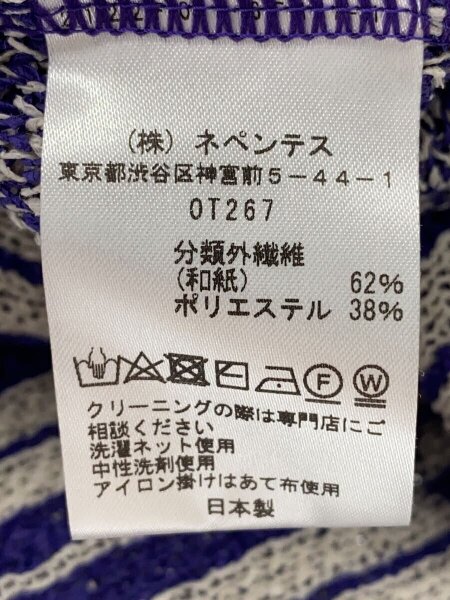 (株) ネペンテス
東京都渋谷区神宮前5-44-1
OT267
分類外繊維
(和紙) 62%
ポリエステル 38%
F W
クリーニングの際は専門店にご
相談ください
洗濯ネット使用
中性洗剤使用
アイロン掛けはあて布使用
日本製